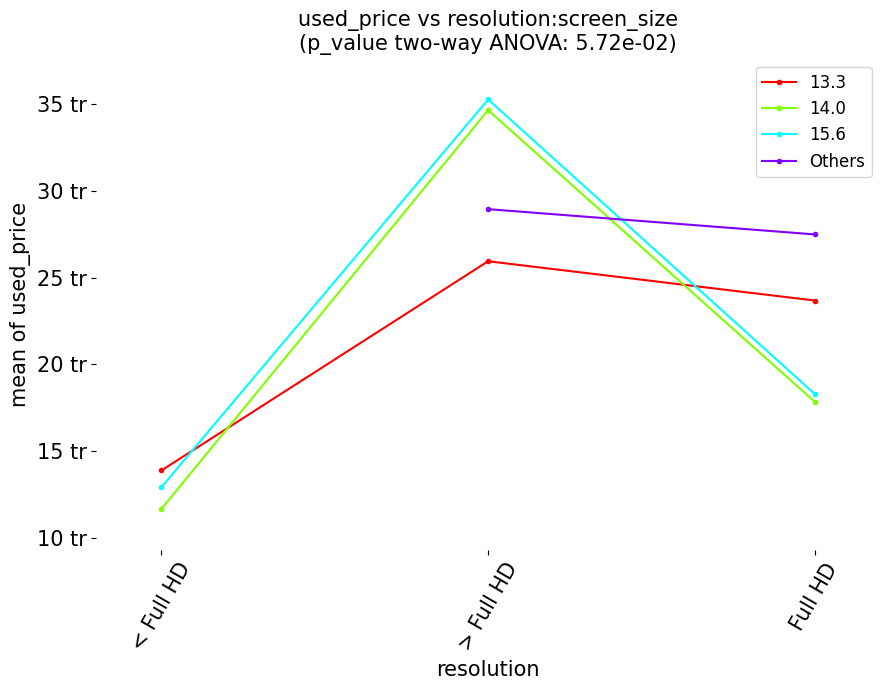 used_price vs resolution:screen_size
(p_value two-way ANOVA: 5.72e-02)
13.3
14.0
15.6
Others
35 tr
30 tr
25 tr
20 tr
15 tr
10 tr
mean of used_price
< Full HD
> Full HD
Full HD
resolution